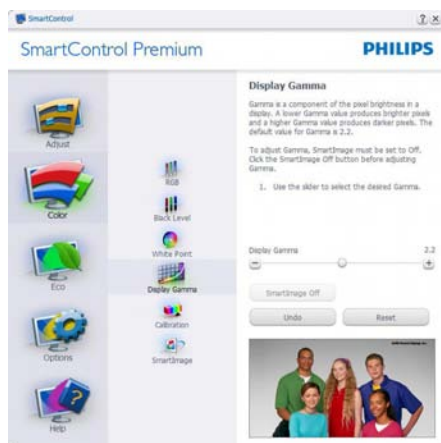 SmartControl
SmartControl Premium
PHILIPS
Adjust
Color
Eco
Options
Help
RGB
Black Level
White Point
Display Gamma
Calibration
SmartImage
Display Gamma
Gamma is a component of the pixel brightness in a
display. A lower Gamma value produces brighter pixels
and a higher Gamma value produces darker pixels. The
default value for Gamma is 2.2.
To adjust Gamma, SmartImage must be set to Off.
Click the SmartImage Off button before adjusting
Gamma.
1. Use the slider to select the desired Gamma.
Display Gamma 2.2
SmartImage Off
Undo Reset